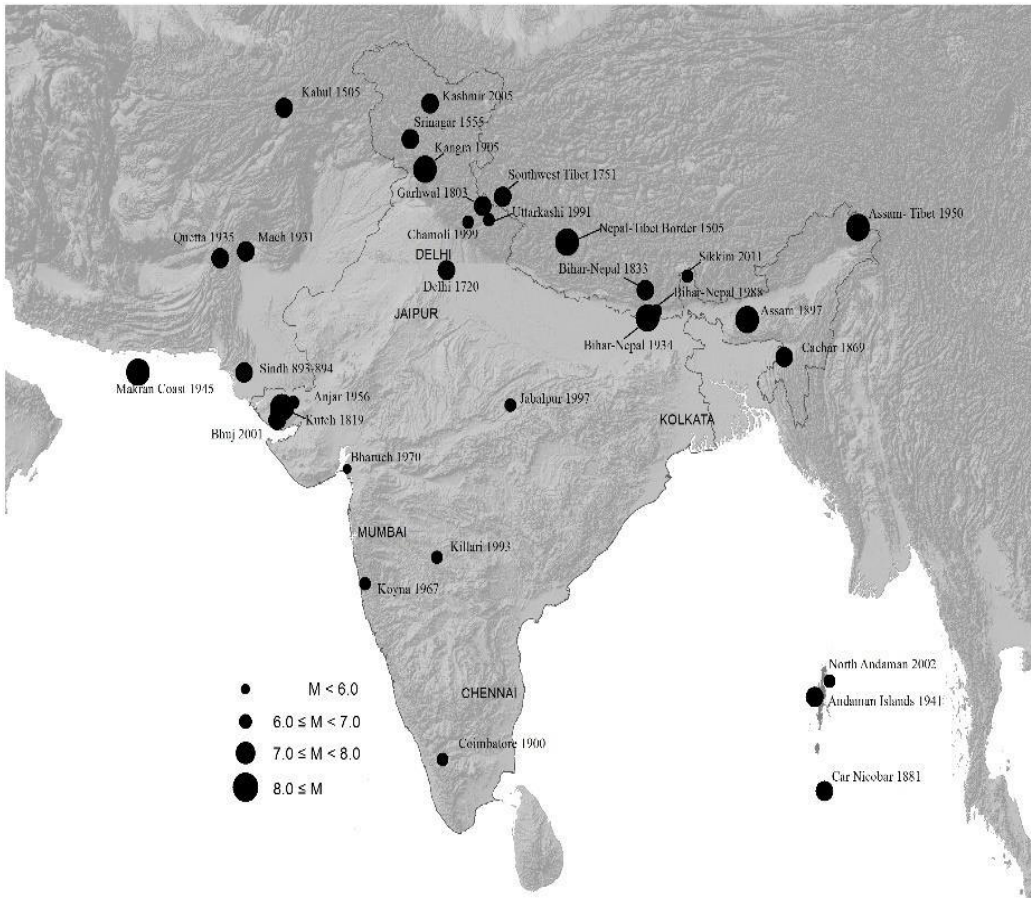 Kabul 1505
Kashmir 2005
Srinagar 1555
Kangra 1905
Southwest Tibet 1751
Garhwal 1803
Uttarkashi 1991
Assam- Tibet 1950
Chamoli 1999
Nepal-Tibet Border 1505
Quetta 1935
Mach 1931
DELHI
Sikkim 2011
Bihar-Nepal 1833
Delhi 1720
Bihar-Nepal 1988
JAIPUR
Assam 1897
Bihar-Nepal 1934
Cachar 1869
Sindh 893-894
Makran Coast 1945
Anjar 1956
Jabalpur 1997
Kutch 1819
KOLKATA
Bhuj 2001
Bharuch 1970
MUMBAI
Killari 1993
Koyna 1967
North Andaman 2002
M < 6.0
CHENNAI
Andaman Islands 1941
6.0 ≤ M < 7.0
Coimbatore 1900
7.0 ≤ M < 8.0
Car Nicobar 1881
8.0 ≤ M